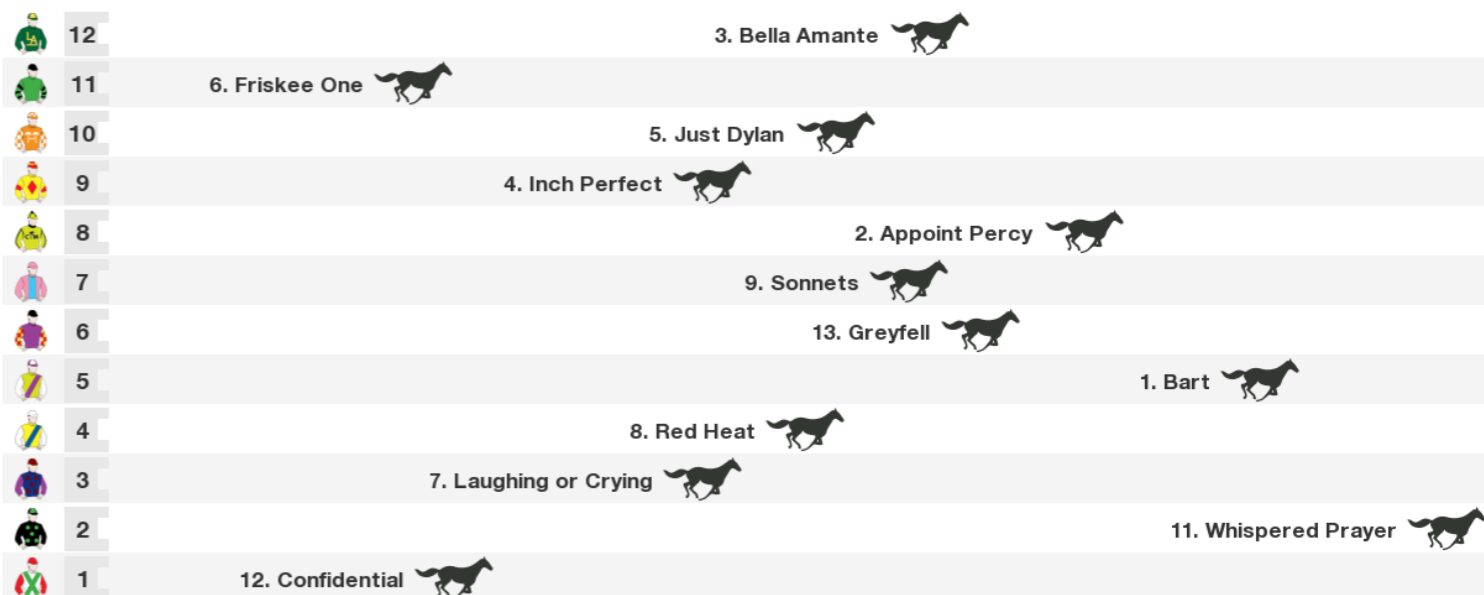 12 3. Bella Amante
11 6. Friskee One
10 5. Just Dylan
9 4. Inch Perfect
8 2. Appoint Percy
7 9. Sonnets
6 13. Greyfell
5 1. Bart
4 8. Red Heat
3 7. Laughing or Crying
2 11. Whispered Prayer
1 12. Confidential